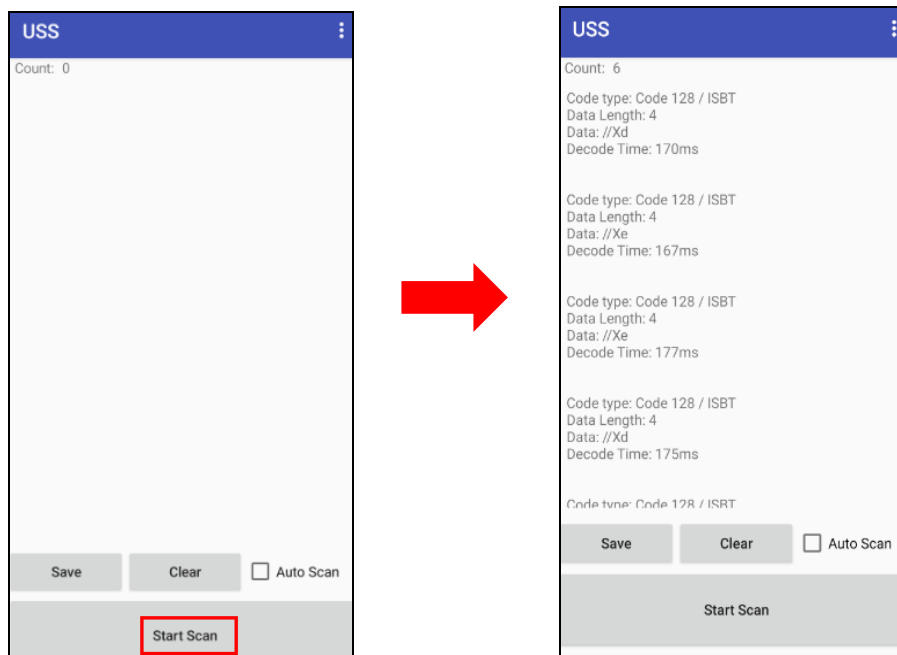 USS
Count: 0
Save
Clear
Auto Scan
Start Scan
USS
Count: 6
Code type: Code 128 / ISBT
Data Length: 4
Data: //Xd
Decode Time: 170ms
Code type: Code 128 / ISBT
Data Length: 4
Data: //Xe
Decode Time: 167ms
Code type: Code 128 / ISBT
Data Length: 4
Data: //Xe
Decode Time: 177ms
Code type: Code 128 / ISBT
Data Length: 4
Data: //Xd
Decode Time: 175ms
Code type: Code 128 / ISBT
Save
Clear
Auto Scan
Start Scan